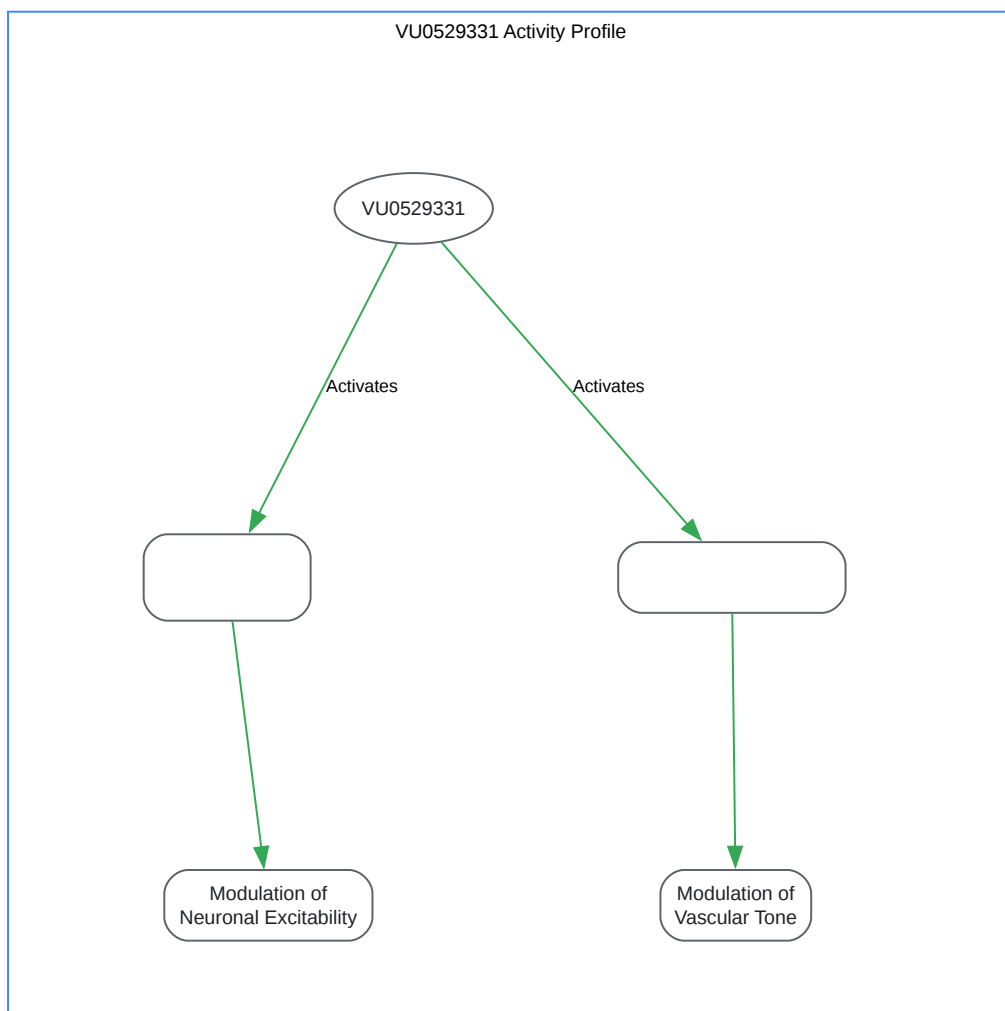 VU0529331 Activity Profile
VU0529331
Activates
Activates
Modulation of
Neuronal Excitability
Modulation of
Vascular Tone